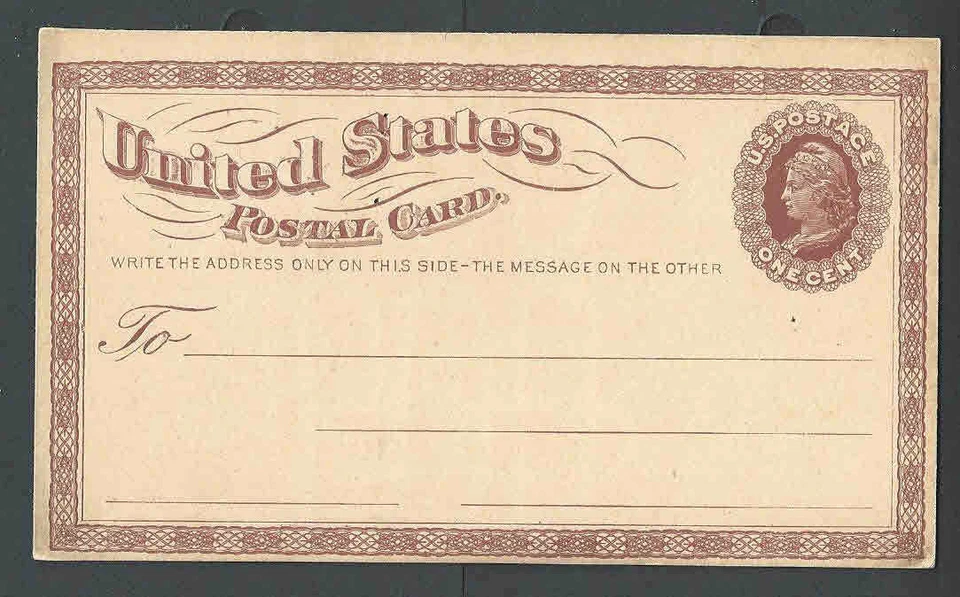 United States
POSTAL CARD.
WRITE THE ADDRESS ONLY ON THIS SIDE-THE MESSAGE ON THE OTHER
U.S. POSTAGE
ONE CENT
To